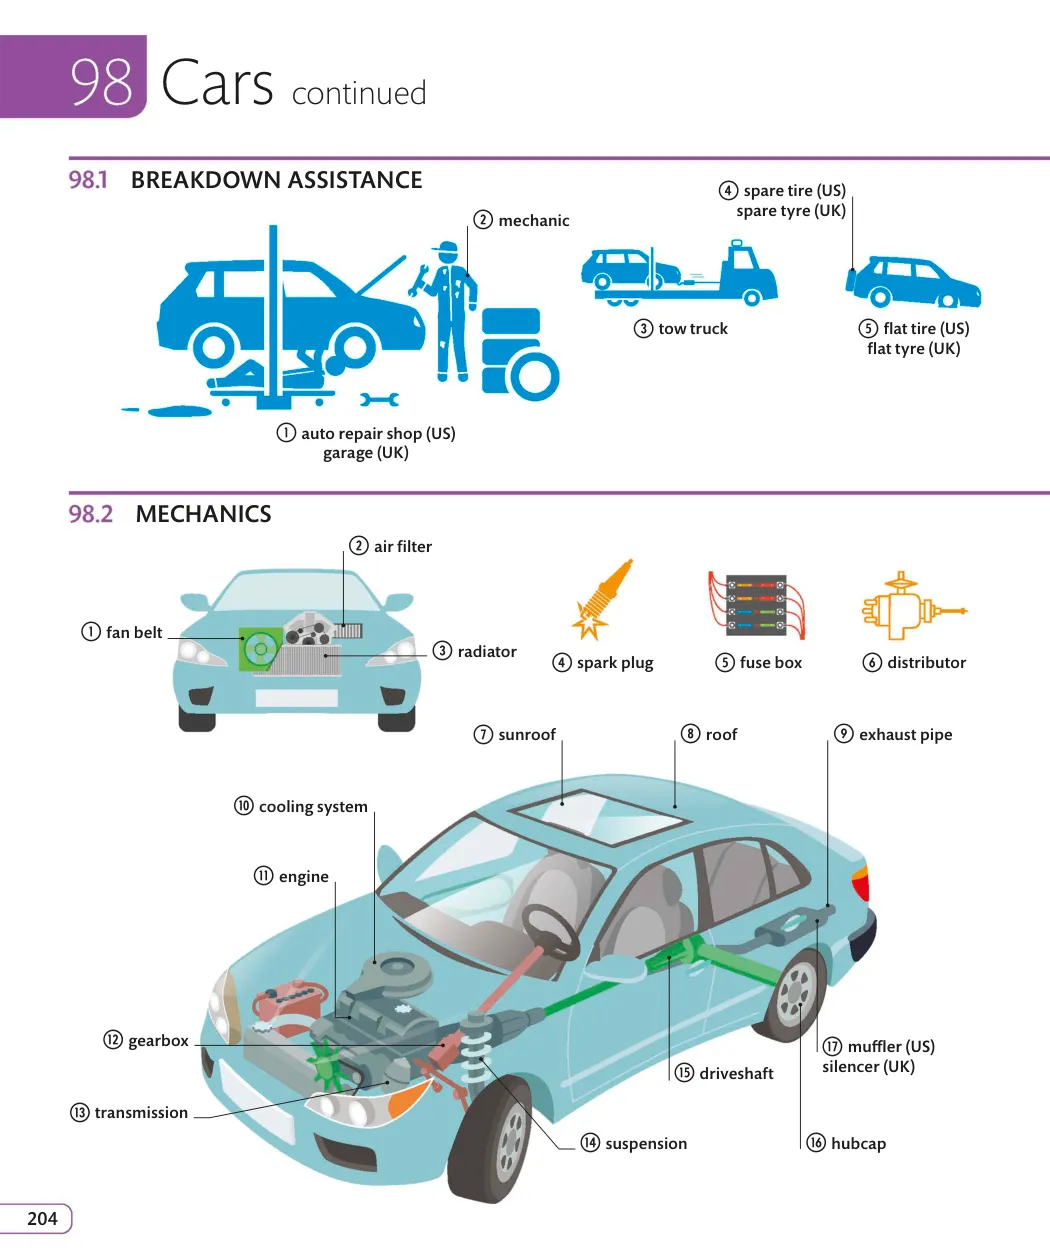 98 Cars continued
98.1 BREAKDOWN ASSISTANCE
② mechanic
④ spare tire (US)
spare tyre (UK)
③ tow truck
⑤ flat tire (US)
flat tyre (UK)
① auto repair shop (US)
garage (UK)
98.2 MECHANICS
② air filter
① fan belt
③ radiator
④ spark plug
⑤ fuse box
⑥ distributor
⑦ sunroof
⑧ roof
⑨ exhaust pipe
⑩ cooling system
⑪ engine
⑫ gearbox
⑰ muffler (US)
silencer (UK)
⑮ driveshaft
⑬ transmission
⑭ suspension
⑯ hubcap
204